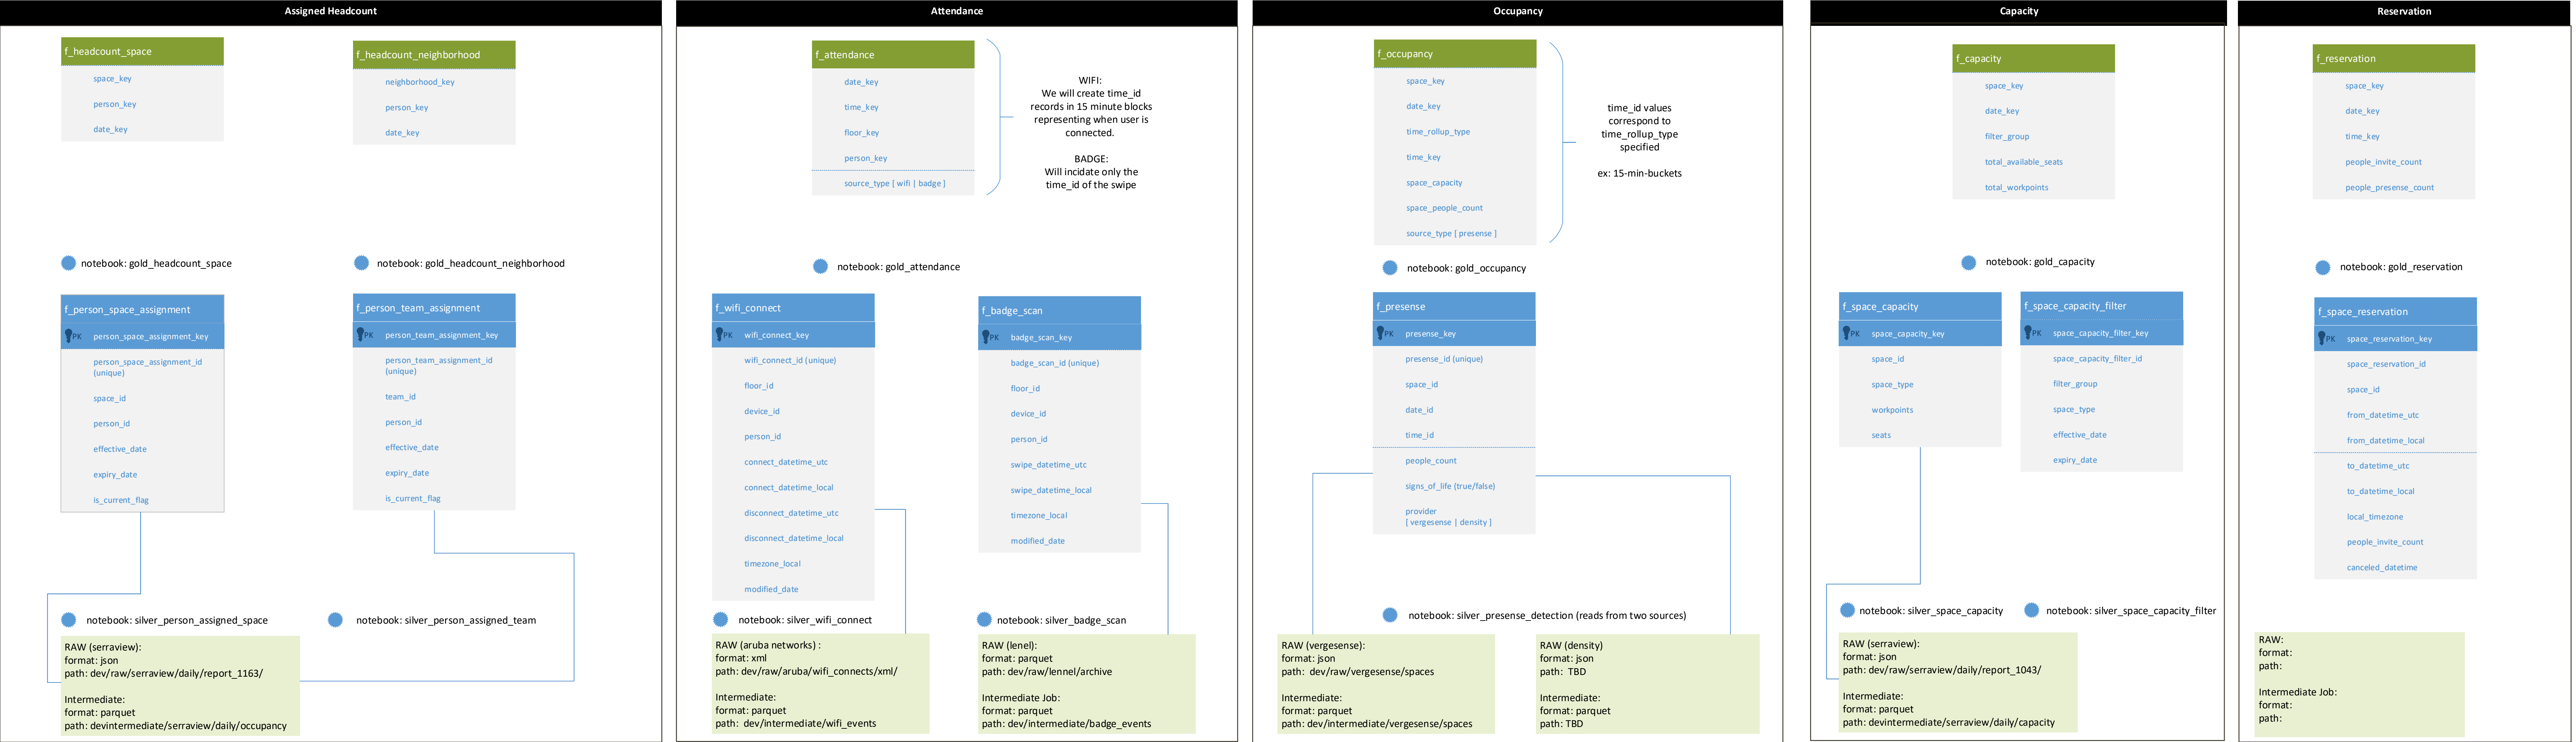 Assigned Headcount
f_headcount_space
space_key
person_key
date_key
f_headcount_neighborhood
neighborhood_key
person_key
date_key
notebook: gold_headcount_space
notebook: gold_headcount_neighborhood
f_person_space_assignment
PK person_space_assignment_key
person_space_assignment_id
(unique)
space_id
person_id
effective_date
expiry_date
is_current_flag
f_person_team_assignment
PK person_team_assignment_key
person_team_assignment_id
(unique)
team_id
person_id
effective_date
expiry_date
is_current_flag
notebook: silver_person_assigned_space
notebook: silver_person_assigned_team
RAW (serraview):
format: json
path: dev/raw/serraview/daily/report_1163/
Intermediate:
format: parquet
path: devintermediate/serraview/daily/occupancy
Attendance
f_attendance
date_key
time_key
floor_key
person_key
source_type [ wifi | badge ]
WIFI:
We will create time_id
records in 15 minute blocks
representing when user is
connected.
BADGE:
Will incidate only the
time_id of the swipe
notebook: gold_attendance
f_wifi_connect
PK wifi_connect_key
wifi_connect_id (unique)
floor_id
device_id
person_id
connect_datetime_utc
connect_datetime_local
disconnect_datetime_utc
disconnect_datetime_local
timezone_local
modified_date
f_badge_scan
PK badge_scan_key
badge_scan_id (unique)
floor_id
device_id
person_id
swipe_datetime_utc
swipe_datetime_local
timezone_local
modified_date
notebook: silver_wifi_connect
notebook: silver_badge_scan
RAW (aruba networks) :
format: xml
path: dev/raw/aruba/wifi_connects/xml/
Intermediate:
format: parquet
path: dev/intermediate/wifi_events
RAW (lenel):
format: parquet
path: dev/raw/lennel/archive
Intermediate Job:
format: parquet
path: dev/intermediate/badge_events
Occupancy
f_occupancy
space_key
date_key
time_rollup_type
time_key
space_capacity
space_people_count
source_type [ presense ]
time_id values
correspond to
time_rollup_type
specified
ex: 15-min-buckets
notebook: gold_occupancy
f_presense
PK presense_key
presense_id (unique)
space_id
date_id
time_id
people_count
signs_of_life (true/false)
provider
[ vergesense | density ]
notebook: silver_presense_detection (reads from two sources)
RAW (vergesense):
format: json
path: dev/raw/vergesense/spaces
Intermediate:
format: parquet
path: dev/intermediate/vergesense/spaces
RAW (density)
format: json
path: TBD
Intermediate:
format: parquet
path: TBD
Capacity
f_capacity
space_key
date_key
filter_group
total_available_seats
total_workpoints
notebook: gold_capacity
f_space_capacity
PK space_capacity_key
space_id
space_type
workpoints
seats
f_space_capacity_filter
PK space_capacity_filter_key
space_capacity_filter_id
filter_group
space_type
effective_date
expiry_date
notebook: silver_space_capacity
notebook: silver_space_capacity_filter
RAW (serraview):
format: json
path: dev/raw/serraview/daily/report_1043/
Intermediate:
format: parquet
path: devintermediate/serraview/daily/capacity
Reservation
f_reservation
space_key
date_key
time_key
people_invite_count
people_presense_count
notebook: gold_reservation
f_space_reservation
PK space_reservation_key
space_reservation_id
space_id
from_datetime_utc
from_datetime_local
to_datetime_utc
to_datetime_local
local_timezone
people_invite_count
canceled_datetime
RAW:
format:
path:
Intermediate Job:
format:
path: